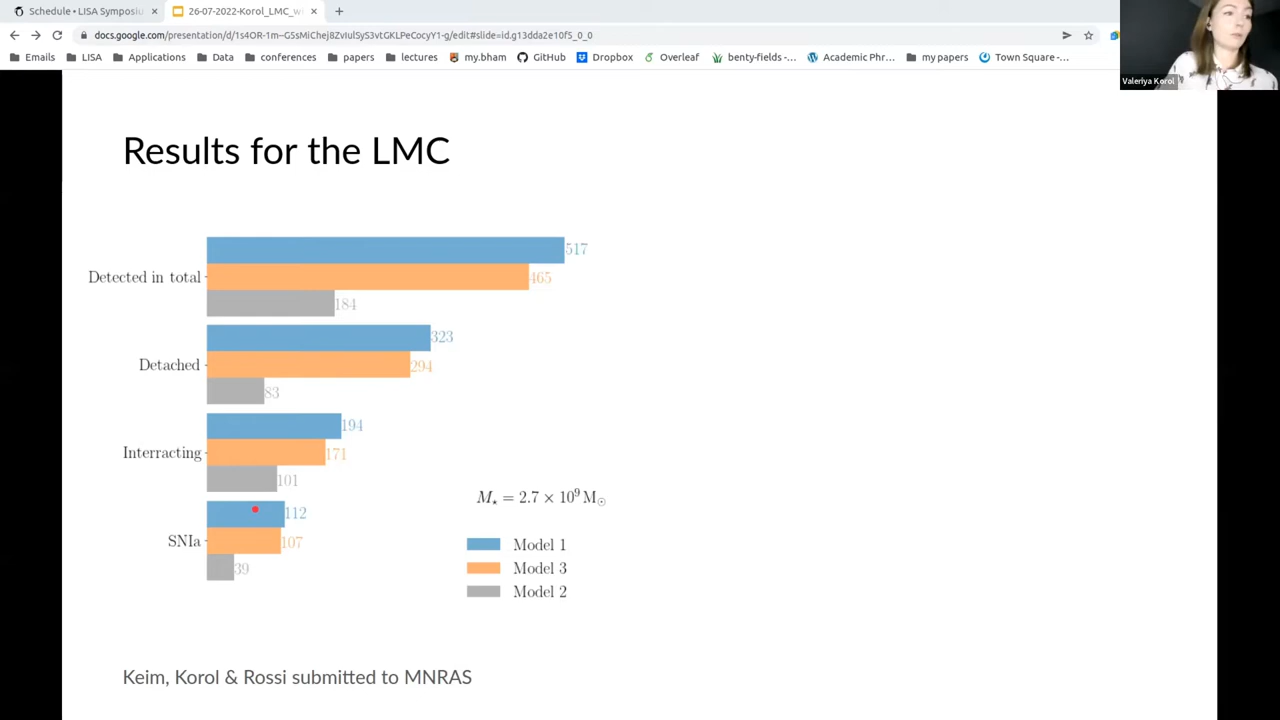 Schedule • LISA Symposiu
26-07-2022-Korol_LMC_w
docs.google.com/presentation/d/1s4OR-1m–G5sMiChej8ZvIulSyS3vtGKLPeCocyY1-g/edit#slide=id.g13dda2e10f5_0_0
Emails LISA Applications Data conferences papers lectures my.bham GitHub Dropbox Overleaf benty-fields -... Academic Phr... my papers Town Square -...
Valeriya Korol
Results for the LMC
517
Detected in total
465
184
323
Detached
294
83
194
Interracting
171
101
M⋆ = 2.7 × 10⁹ M☉
112
SNIa
107
39
Model 1
Model 3
Model 2
Keim, Korol & Rossi submitted to MNRAS